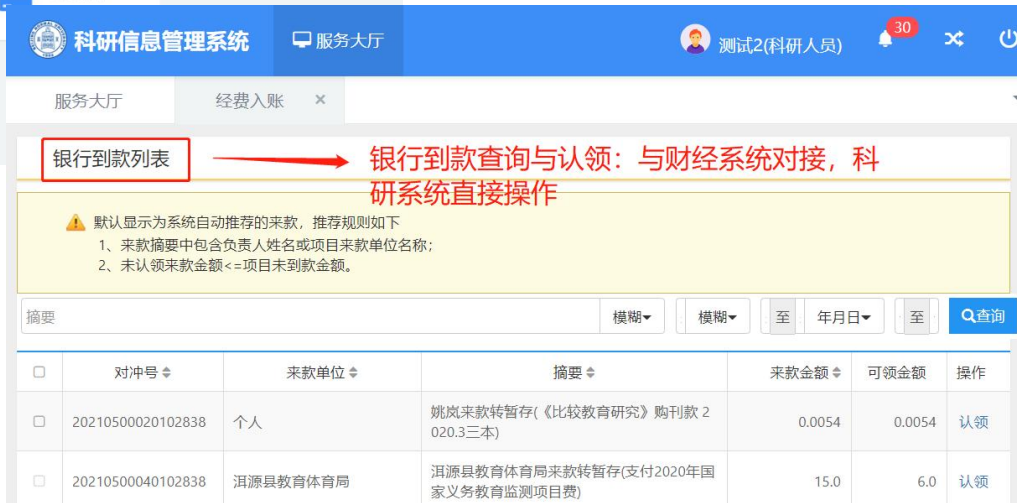 科研信息管理系统
服务大厅
测试2(科研人员)
30
服务大厅
经费入账 ×
银行到款列表
银行到款查询与认领：与财经系统对接，科
研系统直接操作
默认显示为系统自动推荐的来款，推荐规则如下
1、来款摘要中包含负责人姓名或项目来款单位名称；
2、未认领来款金额<=项目未到款金额。
摘要 模糊 模糊 至 年月日 至 查询
对冲号 来款单位 摘要 来款金额 可领金额 操作
20210500020102838 个人 姚岚来款转暂存(《比较教育研究》购刊款 2
020.3三本) 0.0054 0.0054 认领
20210500040102838 洱源县教育体育局 洱源县教育体育局来款转暂存(支付2020年国
家义务教育监测项目费) 15.0 6.0 认领